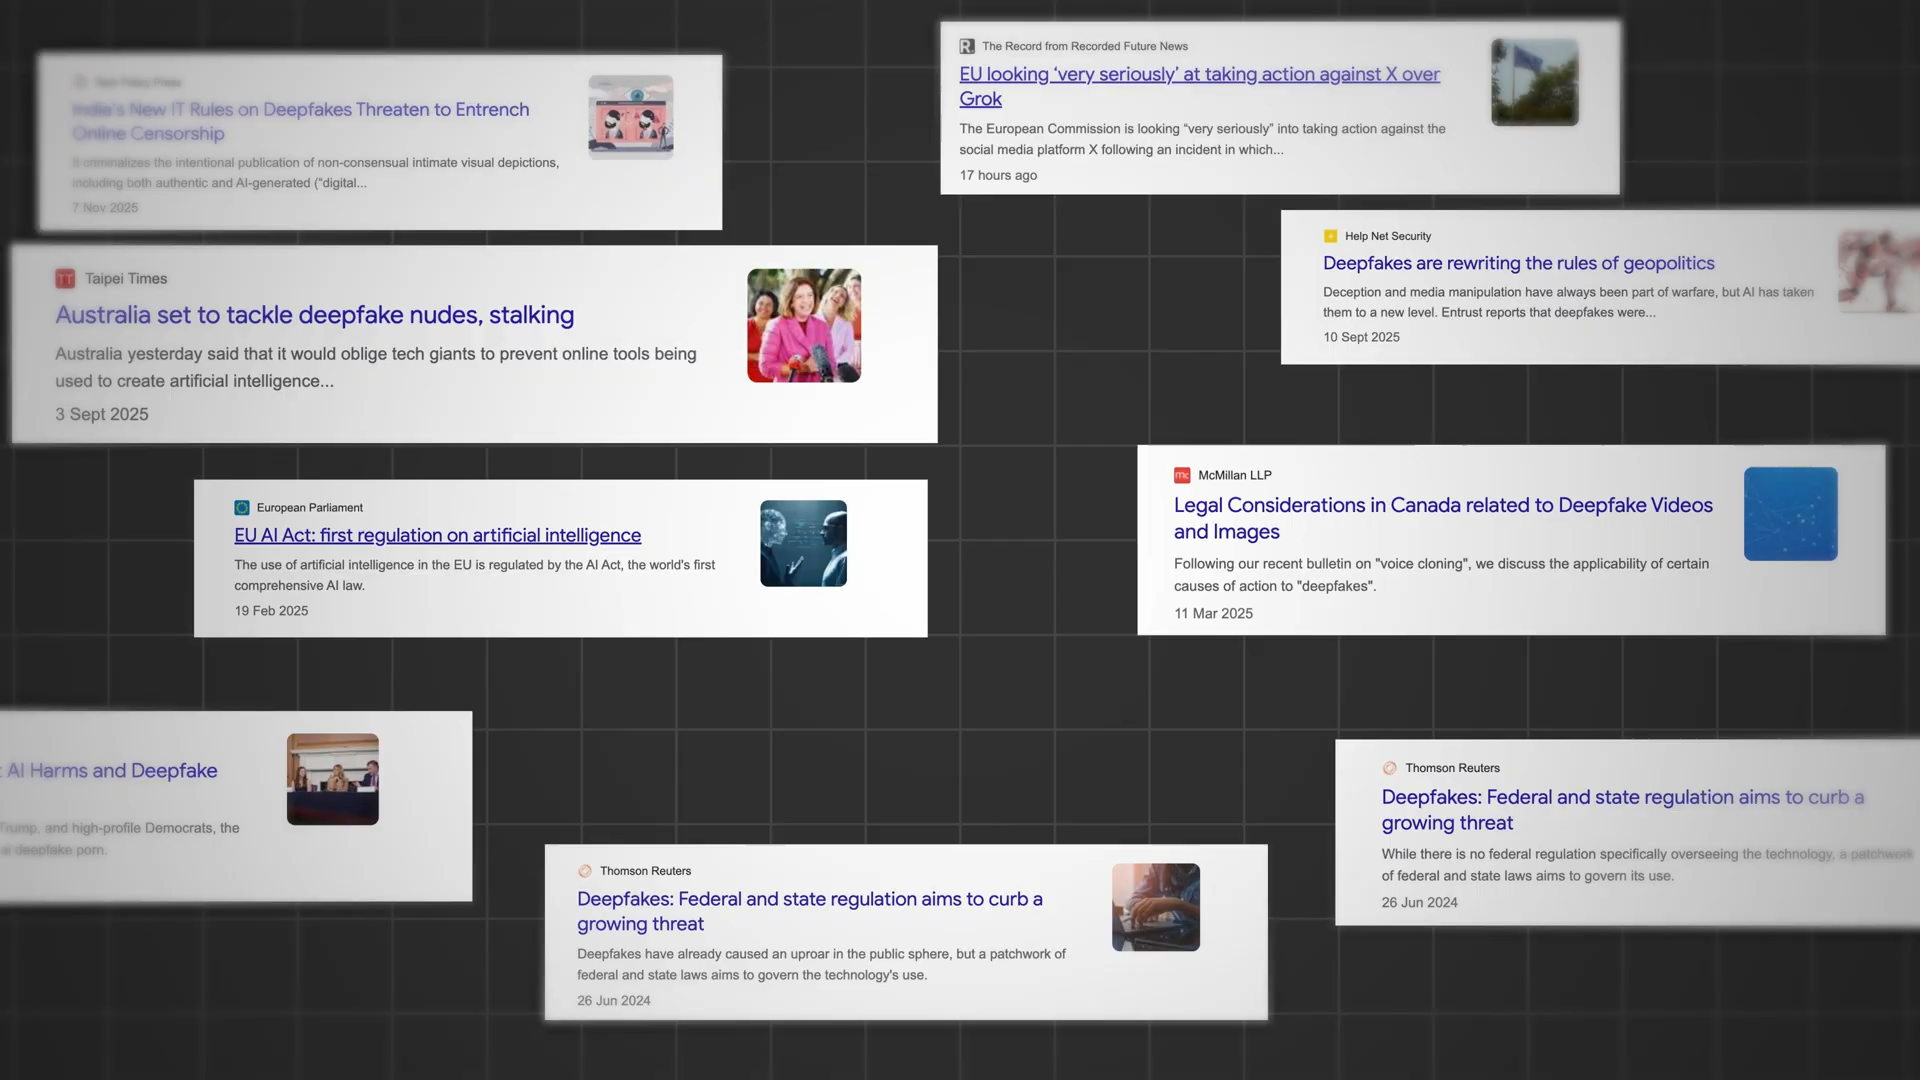 Tech Policy Press
India's New IT Rules on Deepfakes Threaten to Entrench
Online Censorship
It criminalizes the intentional publication of non-consensual intimate visual depictions,
including both authentic and AI-generated ("digital...
7 Nov 2025
The Record from Recorded Future News
EU looking ‘very seriously’ at taking action against X over
Grok
The European Commission is looking “very seriously” into taking action against the
social media platform X following an incident in which...
17 hours ago
Help Net Security
Deepfakes are rewriting the rules of geopolitics
Deception and media manipulation have always been part of warfare, but AI has taken
them to a new level. Entrust reports that deepfakes were...
10 Sept 2025
TT Taipei Times
Australia set to tackle deepfake nudes, stalking
Australia yesterday said that it would oblige tech giants to prevent online tools being
used to create artificial intelligence...
3 Sept 2025
European Parliament
EU AI Act: first regulation on artificial intelligence
The use of artificial intelligence in the EU is regulated by the AI Act, the world's first
comprehensive AI law.
19 Feb 2025
mc McMillan LLP
Legal Considerations in Canada related to Deepfake Videos
and Images
Following our recent bulletin on "voice cloning", we discuss the applicability of certain
causes of action to "deepfakes".
11 Mar 2025
AI Harms and Deepfake
Trump, and high-profile Democrats, the
deepfake porn.
Thomson Reuters
Deepfakes: Federal and state regulation aims to curb a
growing threat
While there is no federal regulation specifically overseeing the technology, a patchwork
of federal and state laws aims to govern its use.
26 Jun 2024
Thomson Reuters
Deepfakes: Federal and state regulation aims to curb a
growing threat
Deepfakes have already caused an uproar in the public sphere, but a patchwork of
federal and state laws aims to govern the technology's use.
26 Jun 2024